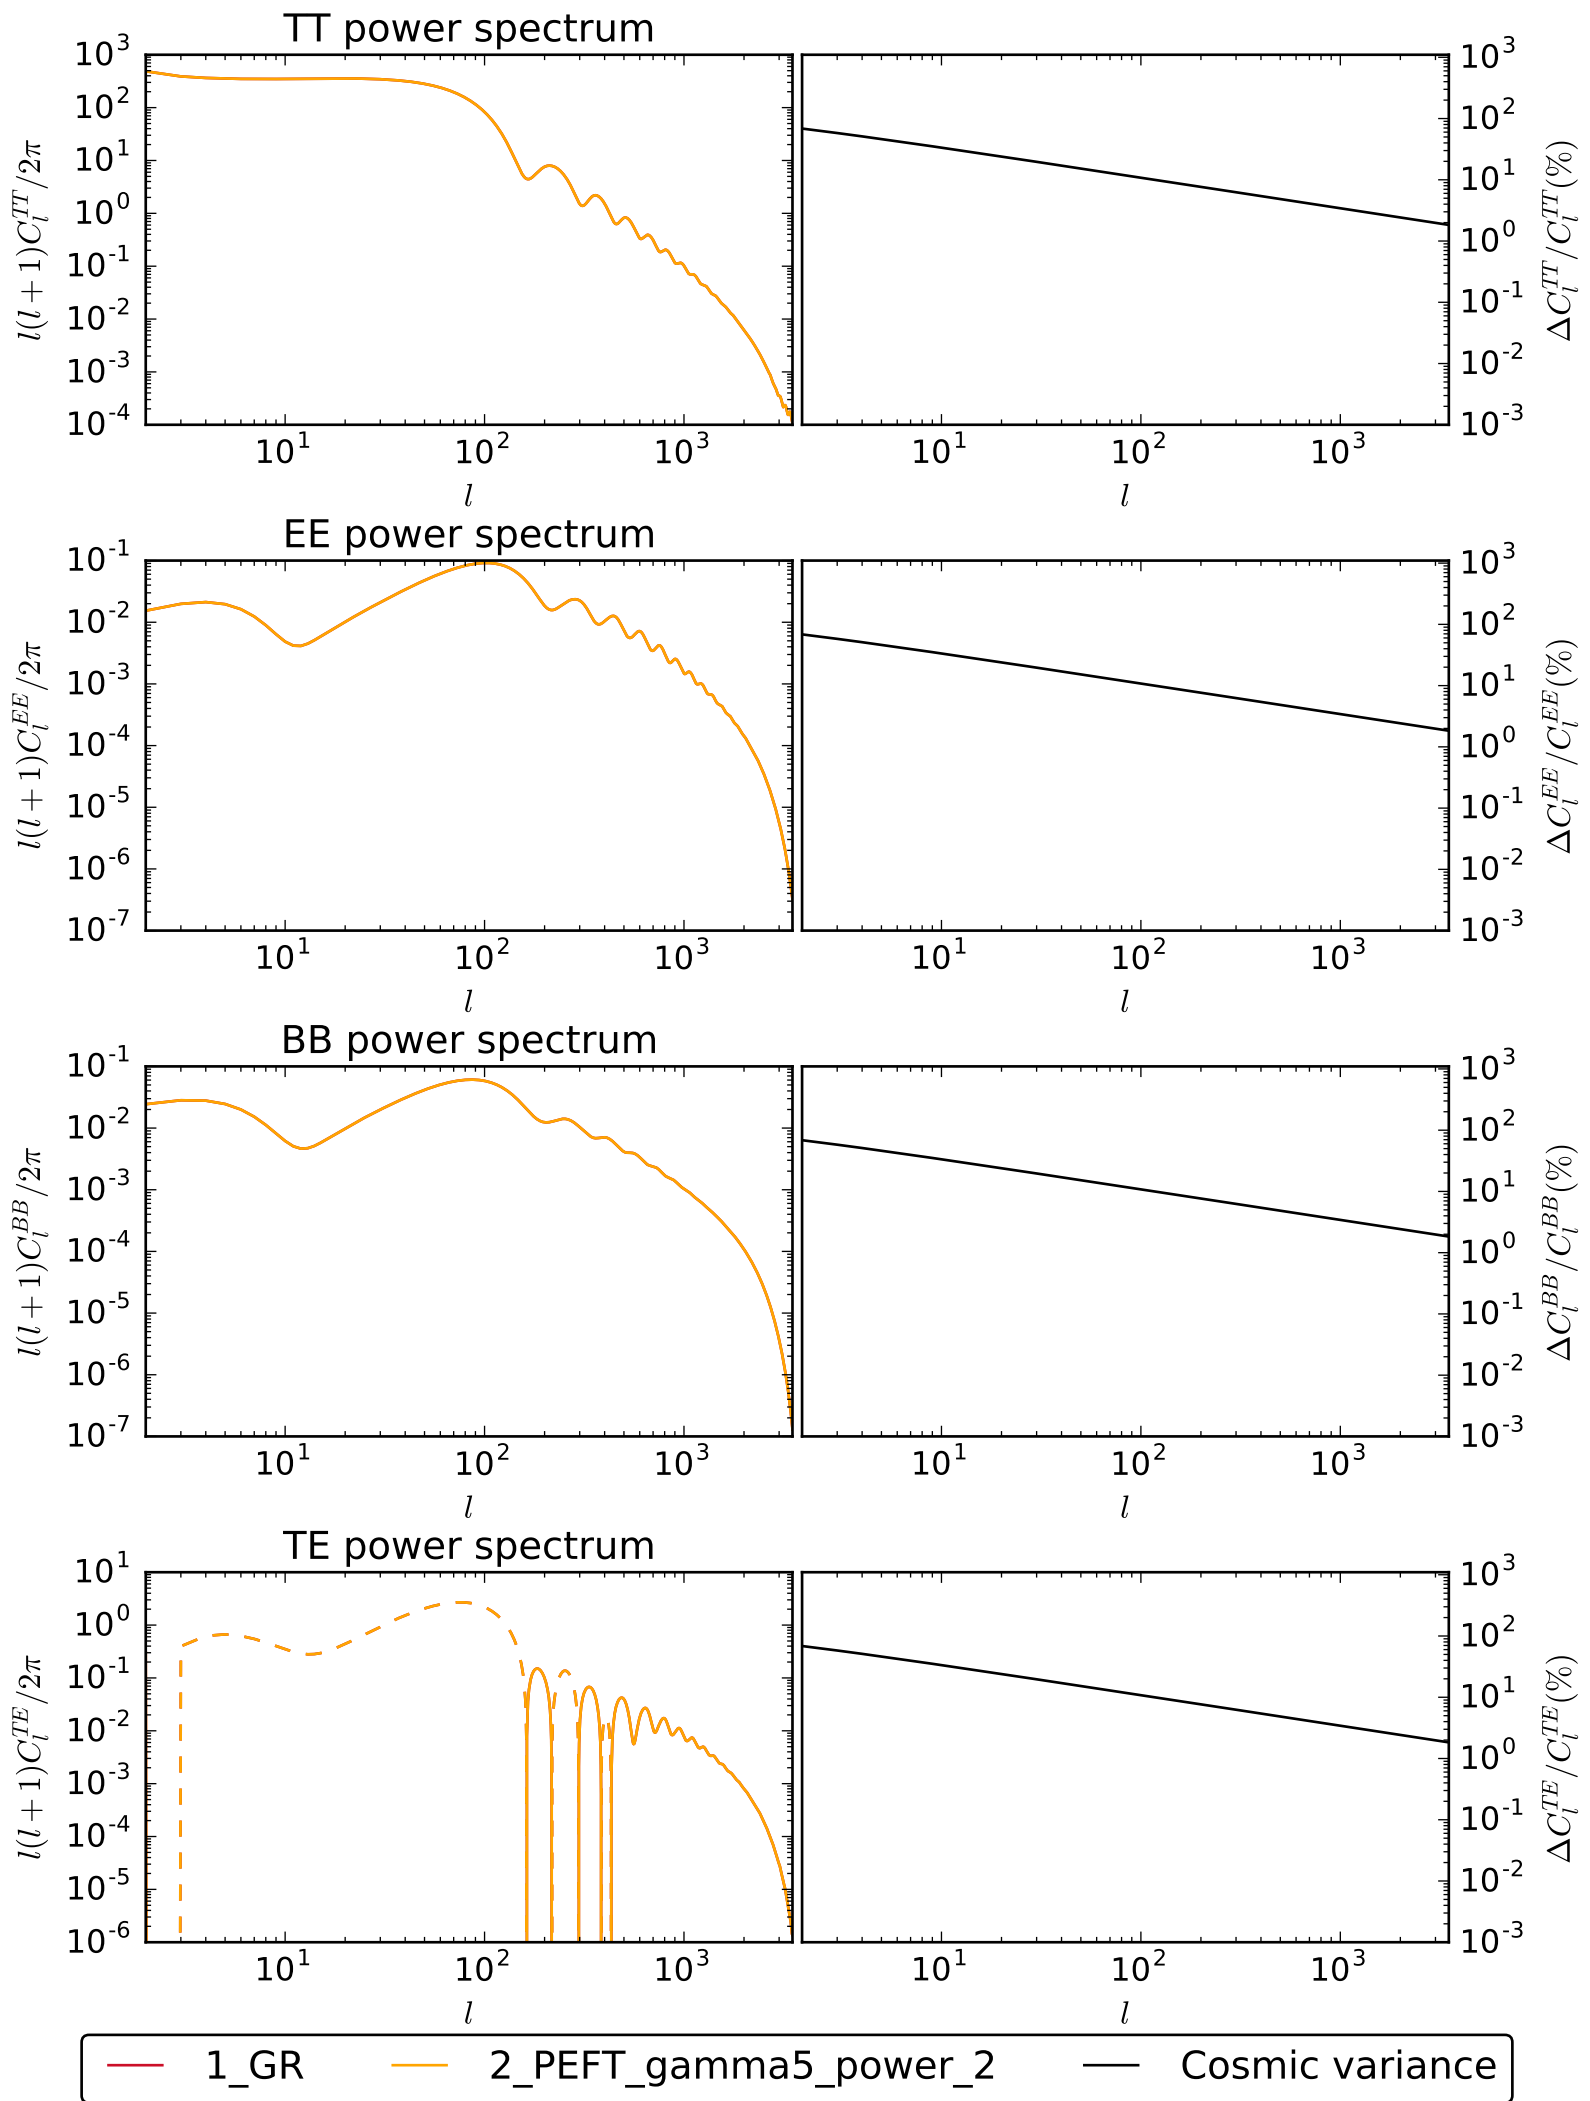 TT power spectrum
10^3
10^2
10^1
10^0
10^-1
10^-2
10^-3
10^-4
l(l+1)C_l^{TT}/2π
10^1 10^2 10^3
l
10^3
10^2
10^1
10^0
10^-1
10^-2
10^-3
ΔC_l^{TT}/C_l^{TT}(%)
10^1 10^2 10^3
l
EE power spectrum
10^-1
10^-2
10^-3
10^-4
10^-5
10^-6
10^-7
l(l+1)C_l^{EE}/2π
10^1 10^2 10^3
l
10^3
10^2
10^1
10^0
10^-1
10^-2
10^-3
ΔC_l^{EE}/C_l^{EE}(%)
10^1 10^2 10^3
l
BB power spectrum
10^-1
10^-2
10^-3
10^-4
10^-5
10^-6
10^-7
l(l+1)C_l^{BB}/2π
10^1 10^2 10^3
l
10^3
10^2
10^1
10^0
10^-1
10^-2
10^-3
ΔC_l^{BB}/C_l^{BB}(%)
10^1 10^2 10^3
l
TE power spectrum
10^1
10^0
10^-1
10^-2
10^-3
10^-4
10^-5
10^-6
l(l+1)C_l^{TE}/2π
10^1 10^2 10^3
l
10^3
10^2
10^1
10^0
10^-1
10^-2
10^-3
ΔC_l^{TE}/C_l^{TE}(%)
10^1 10^2 10^3
l
1_GR 2_PEFT_gamma5_power_2 Cosmic variance